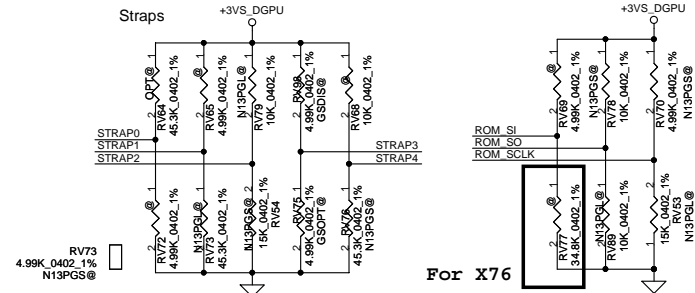 Straps
+3VS_DGPU
OPT@
RV64
45.3K_0402_1%
@
RV65
4.99K_0402_1%
N13PGL@
RV79
10K_0402_1%
RV98
4.99K_0402_1%
GSDIS@
@
RV68
10K_0402_1%
STRAP0
STRAP1
STRAP2
STRAP3
STRAP4
@
RV72
4.99K_0402_1%
N13PGL@
RV73
45.3K_0402_1%
N13PGS@
15K_0402_1%
RV54
RV75
4.99K_0402_1%
GSOPT@
RV76
45.3K_0402_1%
N13PGS@
RV73
4.99K_0402_1%
N13PGS@
+3VS_DGPU
@
RV69
4.99K_0402_1%
N13PGS@
RV78
10K_0402_1%
RV70
4.99K_0402_1%
N13PGS@
ROM_SI
ROM_SO
ROM_SCLK
RV77
34.8K_0402_1%
N13PGL@
RV89
10K_0402_1%
15K_0402_1%
RV53
N13PGL@
For X76